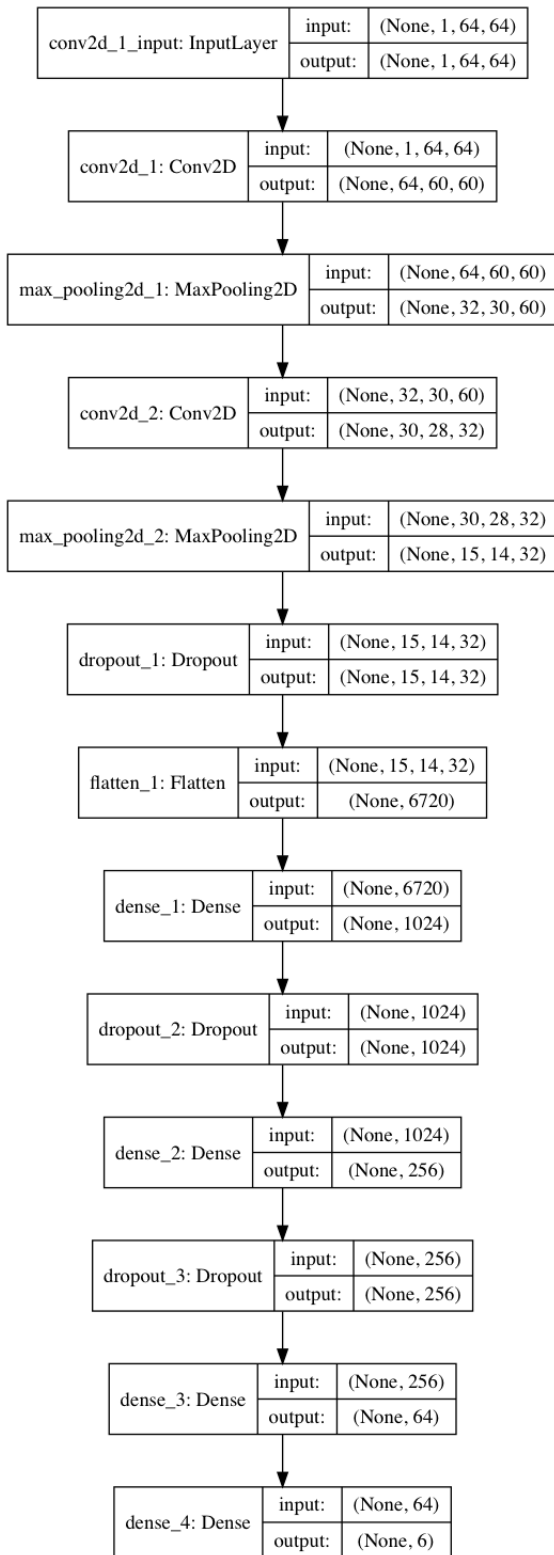 conv2d_1_input: InputLayer
input: (None, 1, 64, 64)
output: (None, 1, 64, 64)
conv2d_1: Conv2D
input: (None, 1, 64, 64)
output: (None, 64, 60, 60)
max_pooling2d_1: MaxPooling2D
input: (None, 64, 60, 60)
output: (None, 32, 30, 60)
conv2d_2: Conv2D
input: (None, 32, 30, 60)
output: (None, 30, 28, 32)
max_pooling2d_2: MaxPooling2D
input: (None, 30, 28, 32)
output: (None, 15, 14, 32)
dropout_1: Dropout
input: (None, 15, 14, 32)
output: (None, 15, 14, 32)
flatten_1: Flatten
input: (None, 15, 14, 32)
output: (None, 6720)
dense_1: Dense
input: (None, 6720)
output: (None, 1024)
dropout_2: Dropout
input: (None, 1024)
output: (None, 1024)
dense_2: Dense
input: (None, 1024)
output: (None, 256)
dropout_3: Dropout
input: (None, 256)
output: (None, 256)
dense_3: Dense
input: (None, 256)
output: (None, 64)
dense_4: Dense
input: (None, 64)
output: (None, 6)